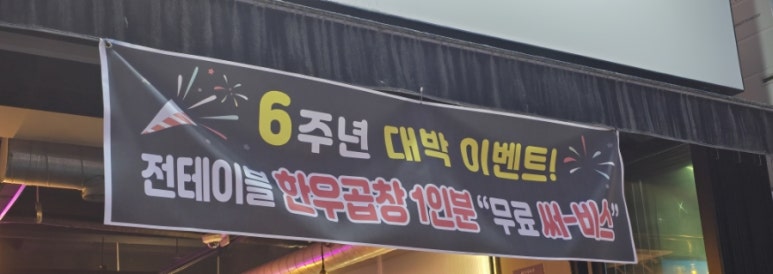 6주년 대박 이벤트!
전테이블 한우곱창 1인분 “무료 써-비스”